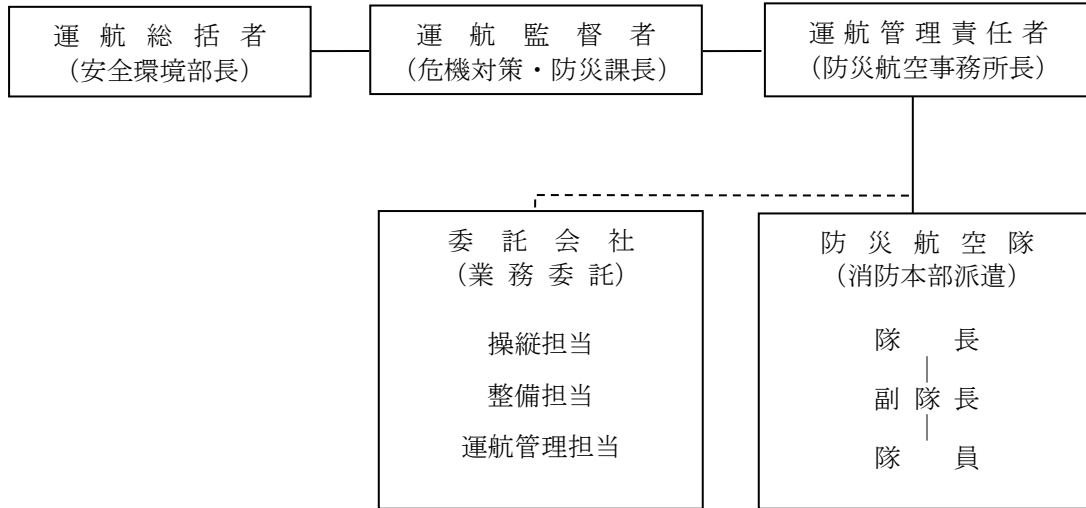 運航総括者
（安全環境部長）
運航監督者
（危機対策・防災課長）
運航管理責任者
（防災航空事務所長）
委託会社
（業務委託）
操縦担当
整備担当
運航管理担当
防災航空隊
（消防本部派遣）
隊長
副隊長
隊員